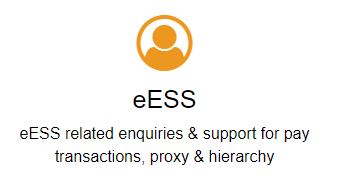 eESS
eESS related enquiries & support for pay
transactions, proxy & hierarchy